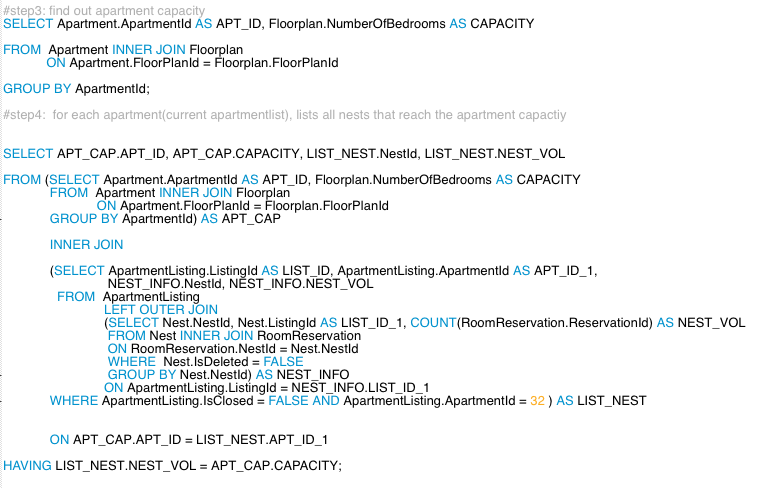 #step3: find out apartment capacity
SELECT Apartment.ApartmentId AS APT_ID, Floorplan.NumberOfBedrooms AS CAPACITY
FROM Apartment INNER JOIN Floorplan
ON Apartment.FloorPlanId = Floorplan.FloorPlanId
GROUP BY ApartmentId;
#step4: for each apartment(current apartmentlist), lists all nests that reach the apartment capactiy
SELECT APT_CAP.APT_ID, APT_CAP.CAPACITY, LIST_NEST.NestId, LIST_NEST.NEST_VOL
FROM (SELECT Apartment.ApartmentId AS APT_ID, Floorplan.NumberOfBedrooms AS CAPACITY
FROM Apartment INNER JOIN Floorplan
ON Apartment.FloorPlanId = Floorplan.FloorPlanId
GROUP BY ApartmentId) AS APT_CAP
INNER JOIN
(SELECT ApartmentListing.ListingId AS LIST_ID, ApartmentListing.ApartmentId AS APT_ID_1,
NEST_INFO.NestId, NEST_INFO.NEST_VOL
FROM ApartmentListing
LEFT OUTER JOIN
(SELECT Nest.NestId, Nest.ListingId AS LIST_ID_1, COUNT(RoomReservation.ReservationId) AS NEST_VOL
FROM Nest INNER JOIN RoomReservation
ON RoomReservation.NestId = Nest.NestId
WHERE Nest.IsDeleted = FALSE
GROUP BY Nest.NestId) AS NEST_INFO
ON ApartmentListing.ListingId = NEST_INFO.LIST_ID_1
WHERE ApartmentListing.IsClosed = FALSE AND ApartmentListing.ApartmentId = 32 ) AS LIST_NEST
ON APT_CAP.APT_ID = LIST_NEST.APT_ID_1
HAVING LIST_NEST.NEST_VOL = APT_CAP.CAPACITY;